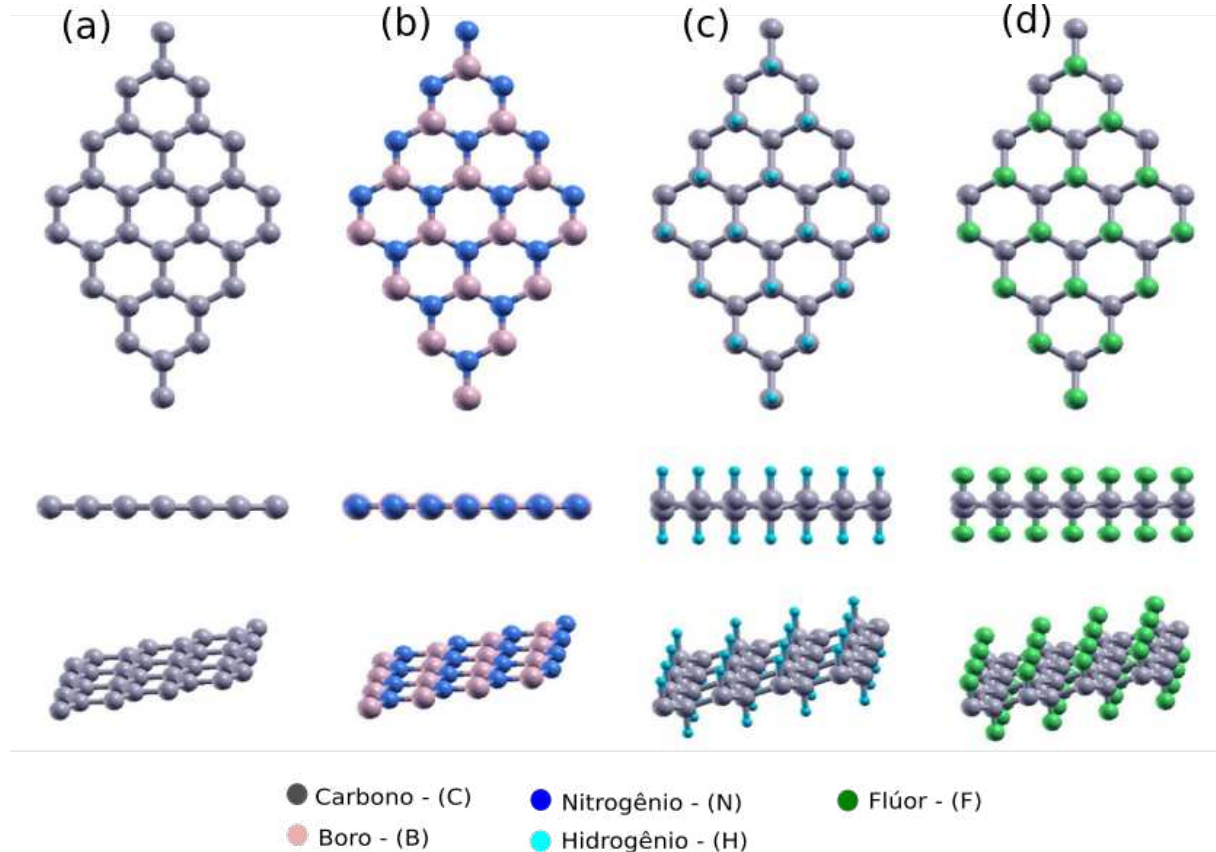 (a) (b) (c) (d)
Carbono - (C) Nitrogênio - (N) Flúor - (F)
Boro - (B) Hidrogênio - (H)